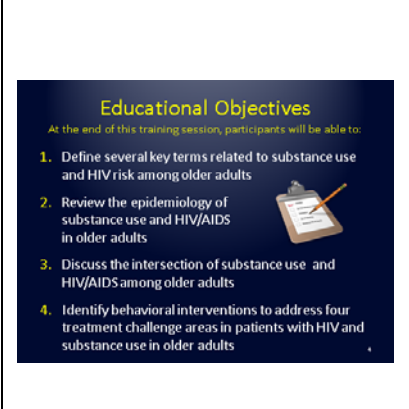 Educational Objectives
At the end of this training session, participants will be able to:
1. Define several key terms related to substance use
and HIV risk among older adults
2. Review the epidemiology of
substance use and HIV/AIDS
in older adults
3. Discuss the intersection of substance use and
HIV/AIDS among older adults
4. Identify behavioral interventions to address four
treatment challenge areas in patients with HIV and
substance use in older adults